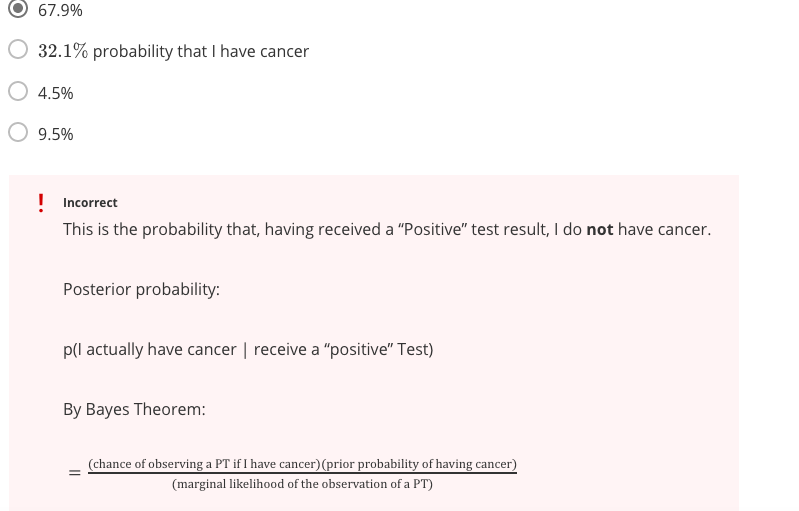 67.9%
32.1% probability that I have cancer
4.5%
9.5%
! Incorrect
This is the probability that, having received a “Positive” test result, I do not have cancer.
Posterior probability:
p(I actually have cancer | receive a “positive” Test)
By Bayes Theorem:
= (chance of observing a PT if I have cancer)(prior probability of having cancer)
(marginal likelihood of the observation of a PT)